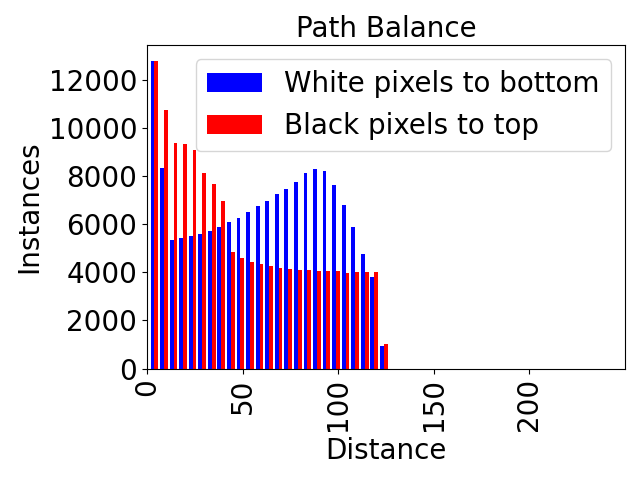 Path Balance
White pixels to bottom
Black pixels to top
Instances
12000
10000
8000
6000
4000
2000
0
0
50
100
150
200
Distance